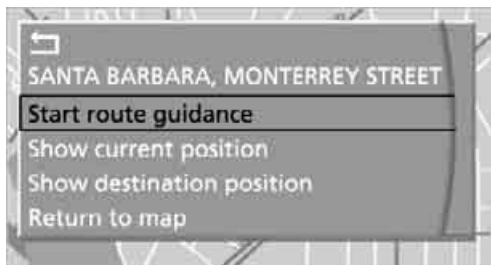 SANTA BARBARA, MONTERREY STREET
Start route guidance
Show current position
Show destination position
Return to map